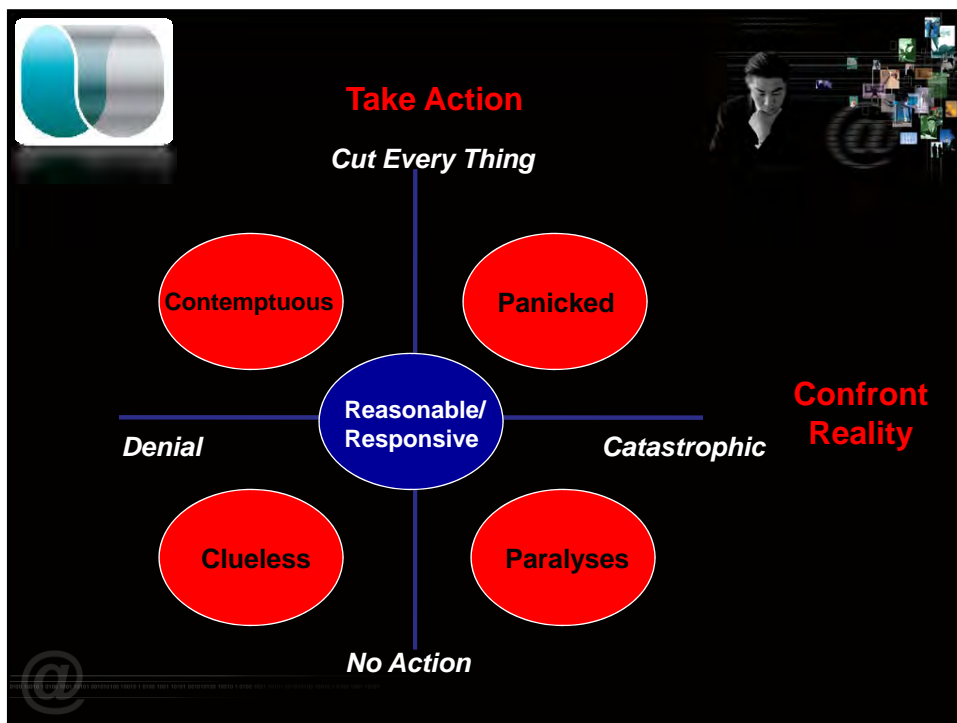 Take Action
Cut Every Thing
Contemptuous
Panicked
Reasonable/
Responsive
Confront
Reality
Denial
Catastrophic
Clueless
Paralyses
No Action
@
@